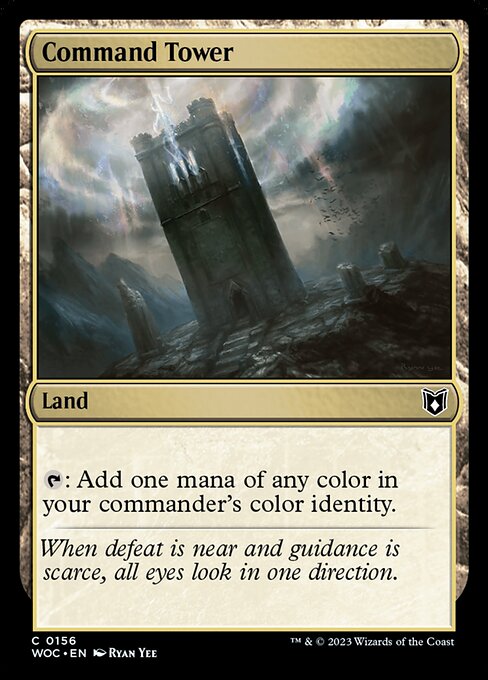 Command Tower
Ryan Yee
Land
: Add one mana of any color in
your commander's color identity.
When defeat is near and guidance is
scarce, all eyes look in one direction.
C 0156
™ & © 2023 Wizards of the Coast
WOC • EN Ryan Yee